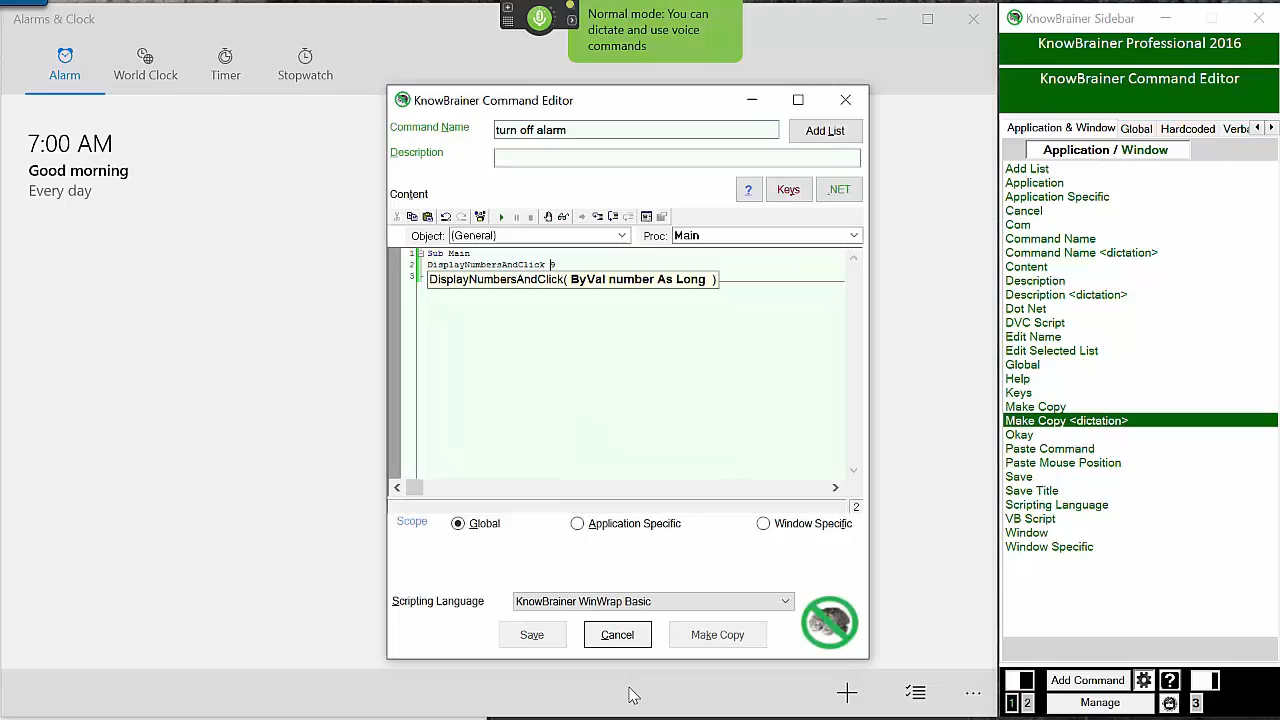 Alarms & Clock
Alarm
World Clock
Timer
Stopwatch
7:00 AM
Good morning
Every day
Normal mode: You can
dictate and use voice
commands
KnowBrainer Command Editor
Command Name
turn off alarm
Add List
Description
Content
?
Keys
.NET
Object:
(General)
Proc:
Main
1
Sub Main
2
DisplayNumbersAndClick 9
3
DisplayNumbersAndClick( ByVal number As Long )
2
Scope
Global
Application Specific
Window Specific
Scripting Language
KnowBrainer WinWrap Basic
Save
Cancel
Make Copy
KnowBrainer Sidebar
KnowBrainer Professional 2016
KnowBrainer Command Editor
Application & Window
Global
Hardcoded
Verba
Application / Window
Add List
Application
Application Specific
Cancel
Com
Command Name
Command Name <dictation>
Content
Description
Description <dictation>
Dot Net
DVC Script
Edit Name
Edit Selected List
Global
Help
Keys
Make Copy
Make Copy <dictation>
Okay
Paste Command
Paste Mouse Position
Save
Save Title
Scripting Language
VB Script
Window
Window Specific
Add Command
?
1
2
Manage
3